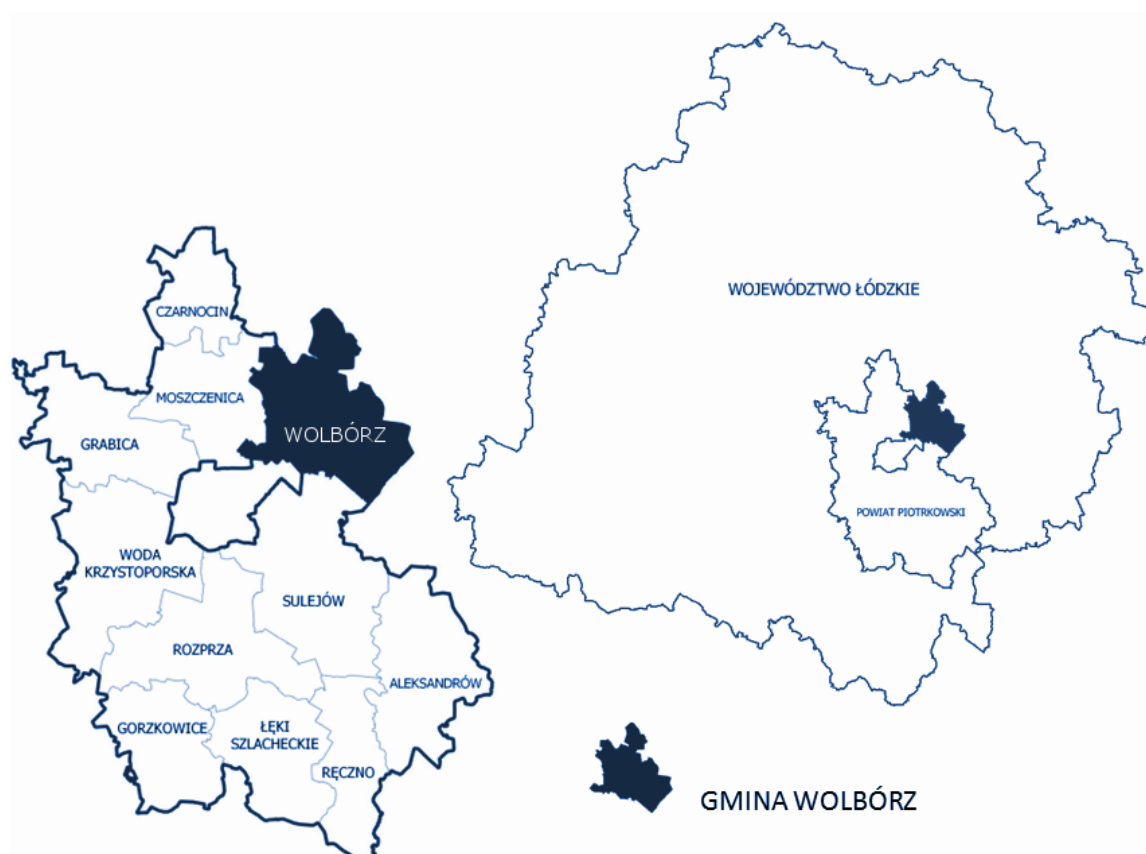 CZARNOCIN
MOSZCZENICA
GRABICA
WOLBÓRZ
WODA
KRZYSTOPORSKA
SULEJÓW
ROZPRZA
ALEKSANDRÓW
GORZKOWICE
ŁĘKI
SZLACHECKIE
RĘCZNO
WOJEWÓDZTWO ŁÓDZKIE
POWIAT PIOTRKOWSKI
GMINA WOLBÓRZ